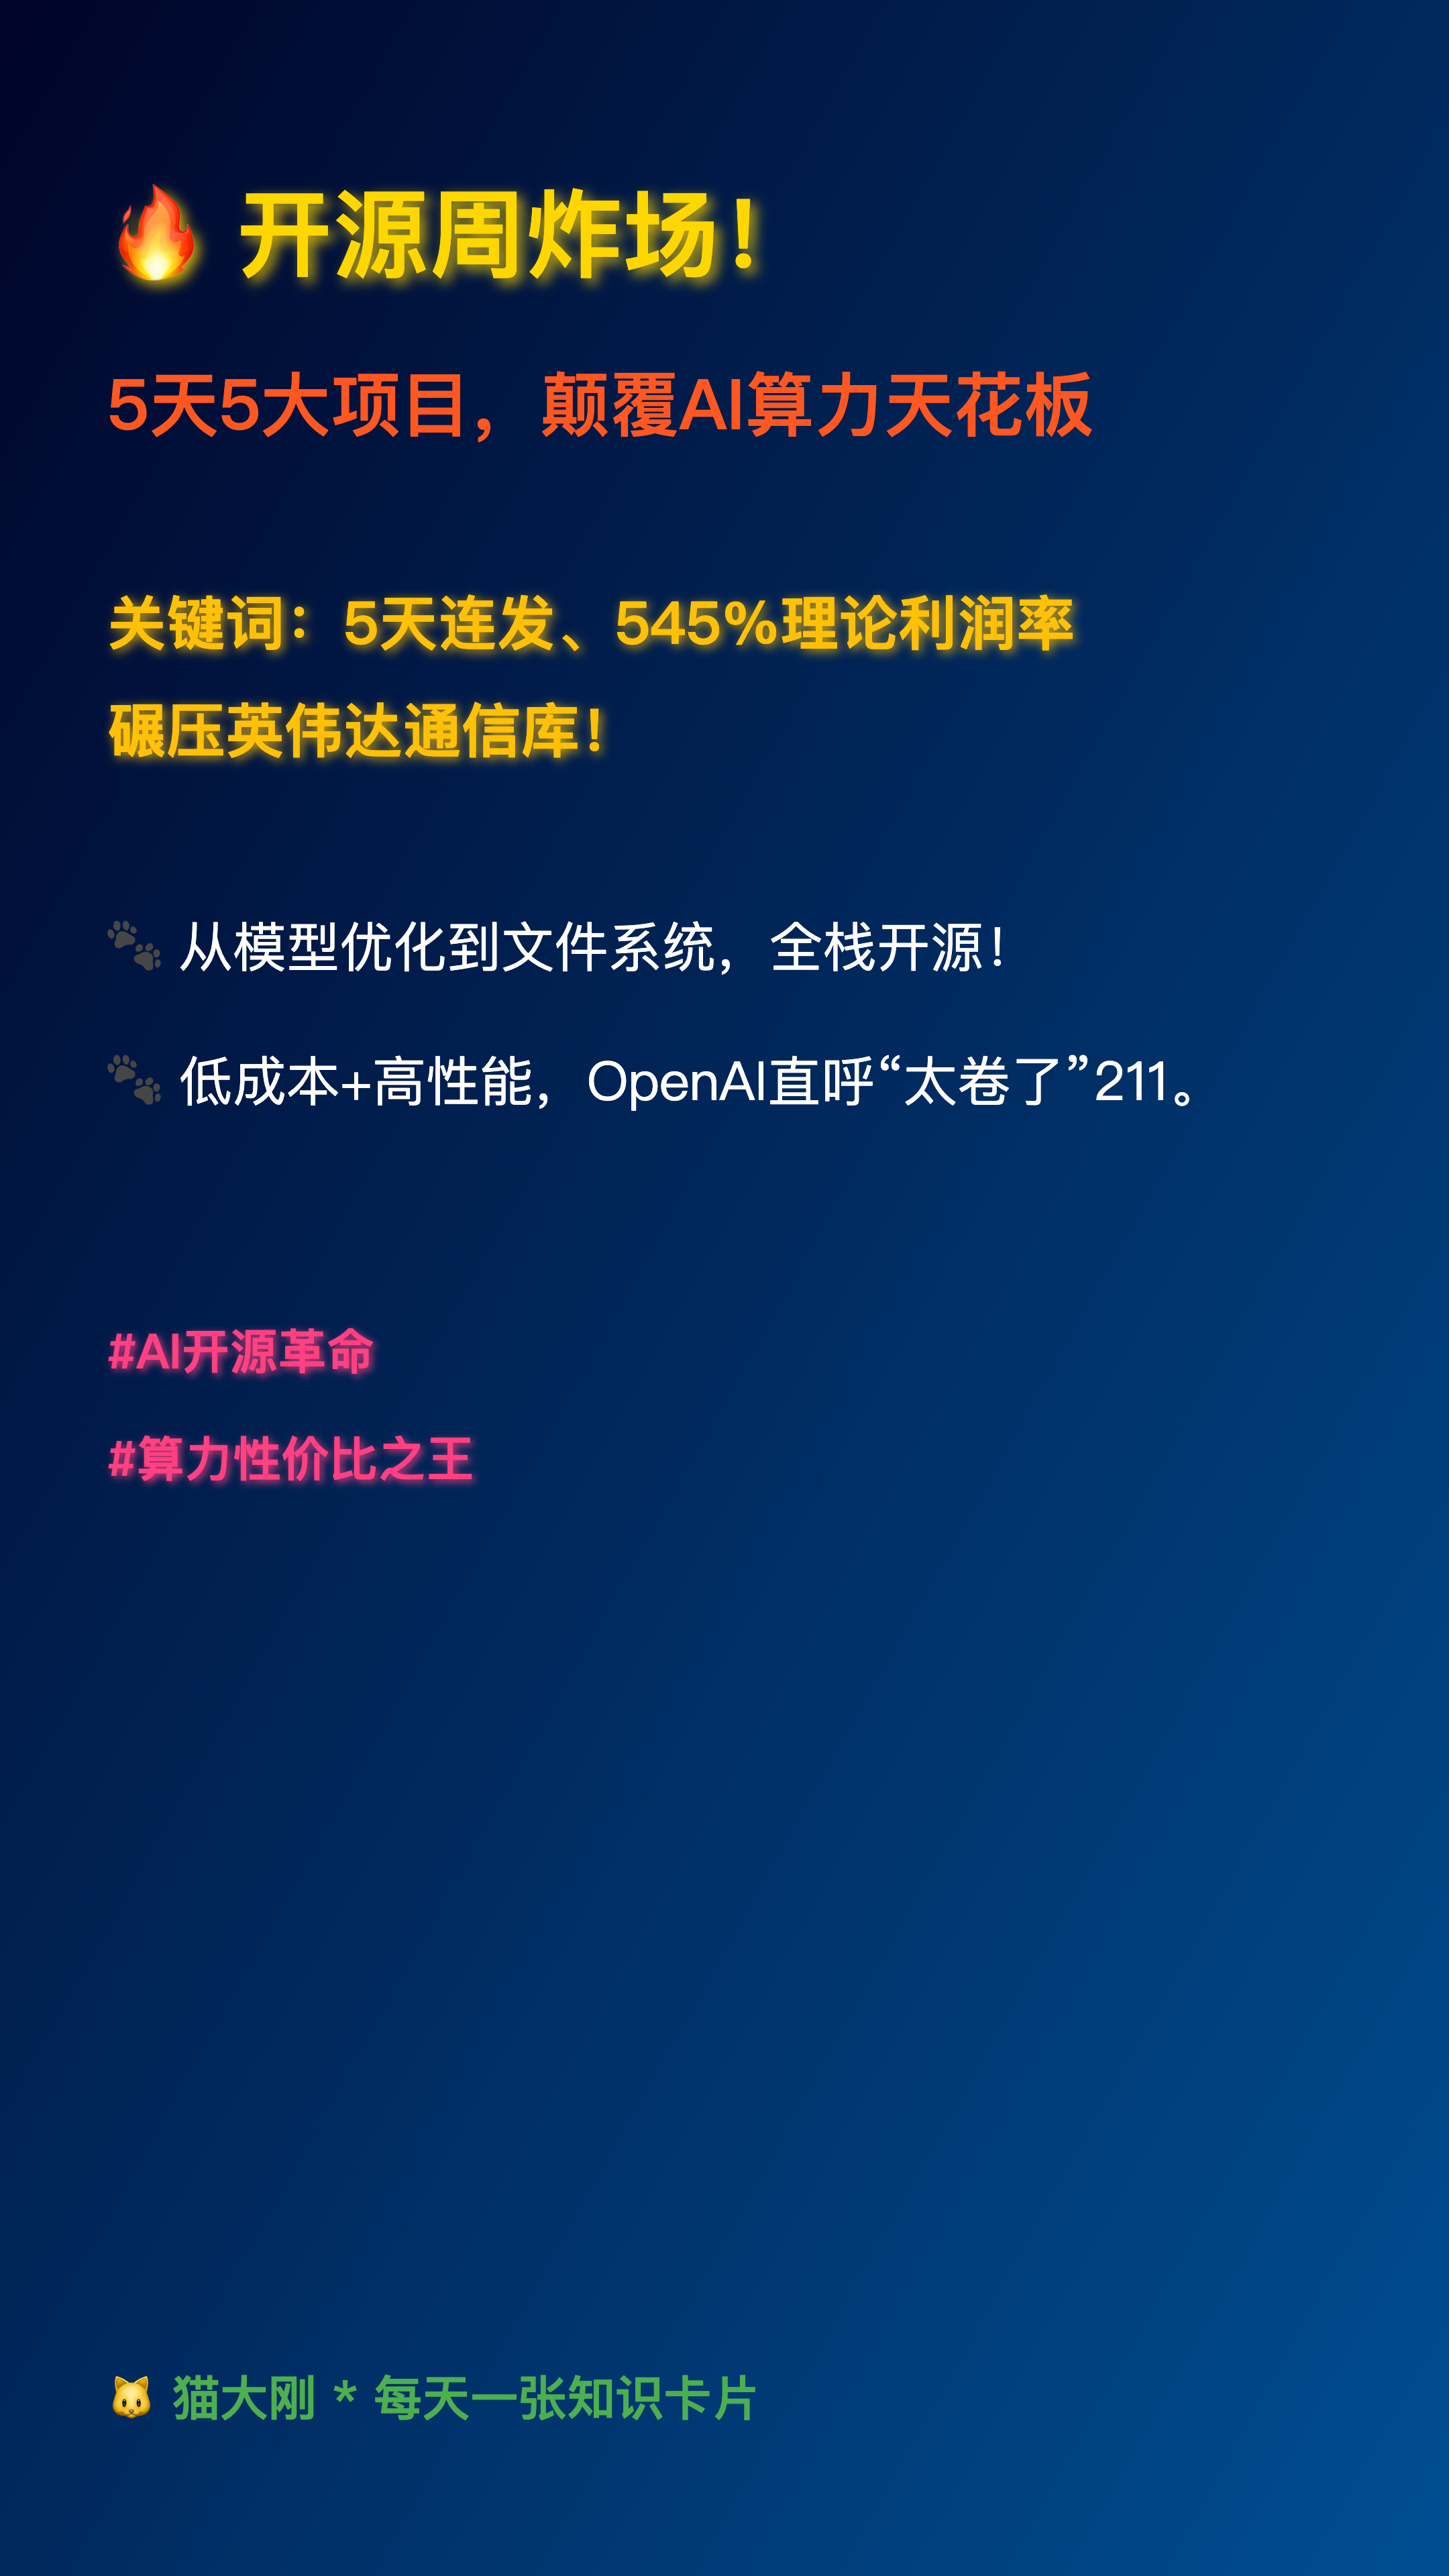 🔥 开源周炸场！
5天5大项目，颠覆AI算力天花板
关键词：5天连发、545%理论利润率
碾压英伟达通信库！
🐾 从模型优化到文件系统，全栈开源！
🐾 低成本+高性能，OpenAI直呼“太卷了”211。
#AI开源革命
#算力性价比之王
🐱 猫大刚 * 每天一张知识卡片